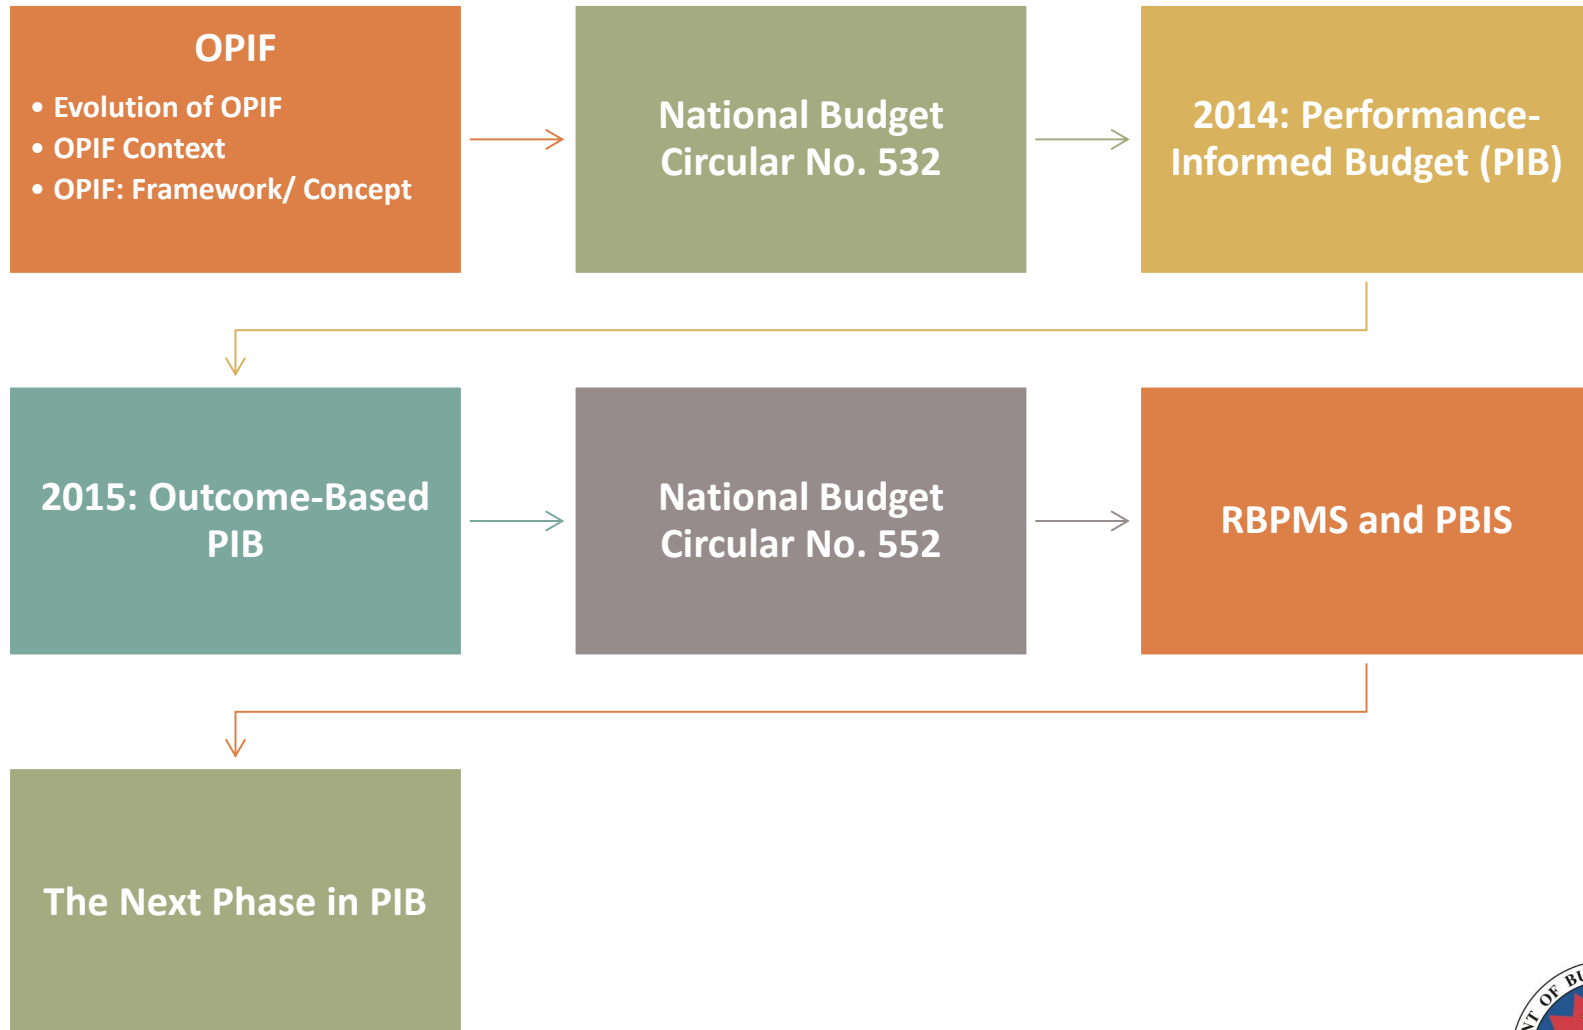 OPIF
• Evolution of OPIF
• OPIF Context
• OPIF: Framework/ Concept
National Budget
Circular No. 532
2014: Performance-
Informed Budget (PIB)
2015: Outcome-Based
PIB
National Budget
Circular No. 552
RBPMS and PBIS
The Next Phase in PIB
OF